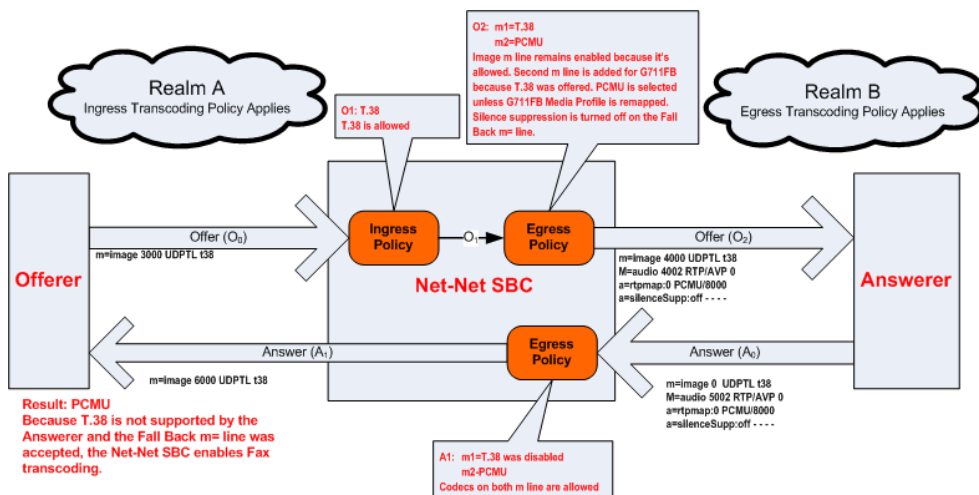 Realm A
Ingress Transcoding Policy Applies
O1: T.38
T.38 is allowed
O2: m1=T.38
m2=PCMU
Image m line remains enabled because it's
allowed. Second m line is added for G711FB
because T.38 was offered. PCMU is selected
unless G711FB Media Profile is remapped.
Silence suppression is turned off on the Fall
Back m= line.
Realm B
Egress Transcoding Policy Applies
Offerer
Offer (O0)
m=image 3000 UDPTL t38
Ingress
Policy
O1
Egress
Policy
Net-Net SBC
Offer (O2)
m=image 4000 UDPTL t38
M=audio 4002 RTP/AVP 0
a=rtpmap:0 PCMU/8000
a=silenceSupp:off - - - -
Answerer
Answer (A1)
m=image 6000 UDPTL t38
Egress
Policy
Answer (A0)
m=image 0 UDPTL t38
M=audio 5002 RTP/AVP 0
a=rtpmap:0 PCMU/8000
a=silenceSupp:off - - - -
Result: PCMU
Because T.38 is not supported by the
Answerer and the Fall Back m= line was
accepted, the Net-Net SBC enables Fax
transcoding.
A1: m1=T.38 was disabled
m2-PCMU
Codecs on both m line are allowed